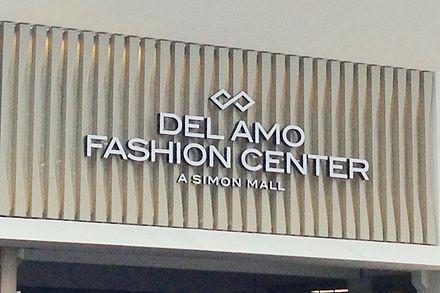 DEL AMO
FASHION CENTER
A SIMON MALL